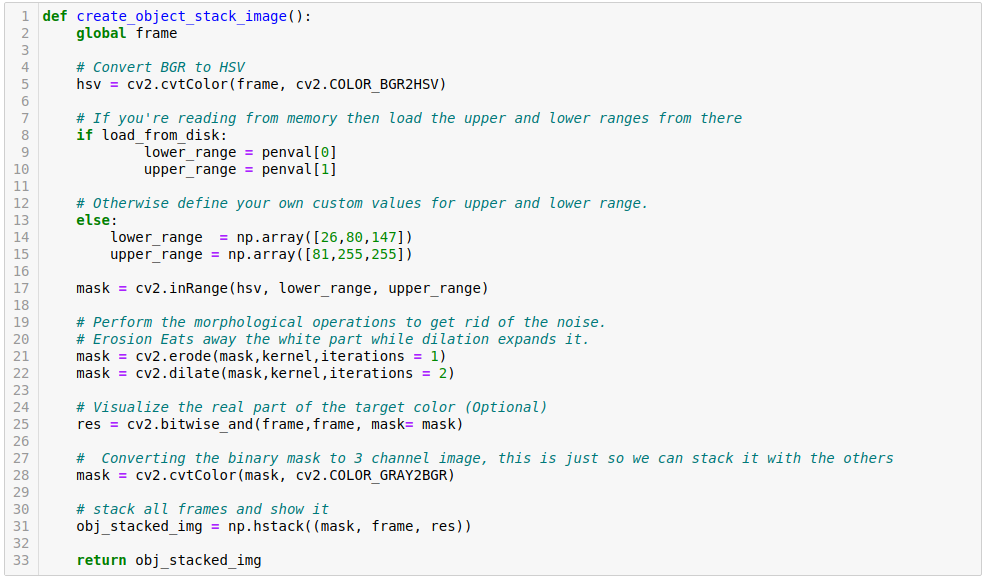 1 def create_object_stack_image():
2     global frame
3
4     # Convert BGR to HSV
5     hsv = cv2.cvtColor(frame, cv2.COLOR_BGR2HSV)
6
7     # If you're reading from memory then load the upper and lower ranges from there
8     if load_from_disk:
9             lower_range = penval[0]
10             upper_range = penval[1]
11
12     # Otherwise define your own custom values for upper and lower range.
13     else:
14         lower_range  = np.array([26,80,147])
15         upper_range = np.array([81,255,255])
16
17     mask = cv2.inRange(hsv, lower_range, upper_range)
18
19     # Perform the morphological operations to get rid of the noise.
20     # Erosion Eats away the white part while dilation expands it.
21     mask = cv2.erode(mask,kernel,iterations = 1)
22     mask = cv2.dilate(mask,kernel,iterations = 2)
23
24     # Visualize the real part of the target color (Optional)
25     res = cv2.bitwise_and(frame,frame, mask= mask)
26
27     #  Converting the binary mask to 3 channel image, this is just so we can stack it with the others
28     mask = cv2.cvtColor(mask, cv2.COLOR_GRAY2BGR)
29
30     # stack all frames and show it
31     obj_stacked_img = np.hstack((mask, frame, res))
32
33     return obj_stacked_img